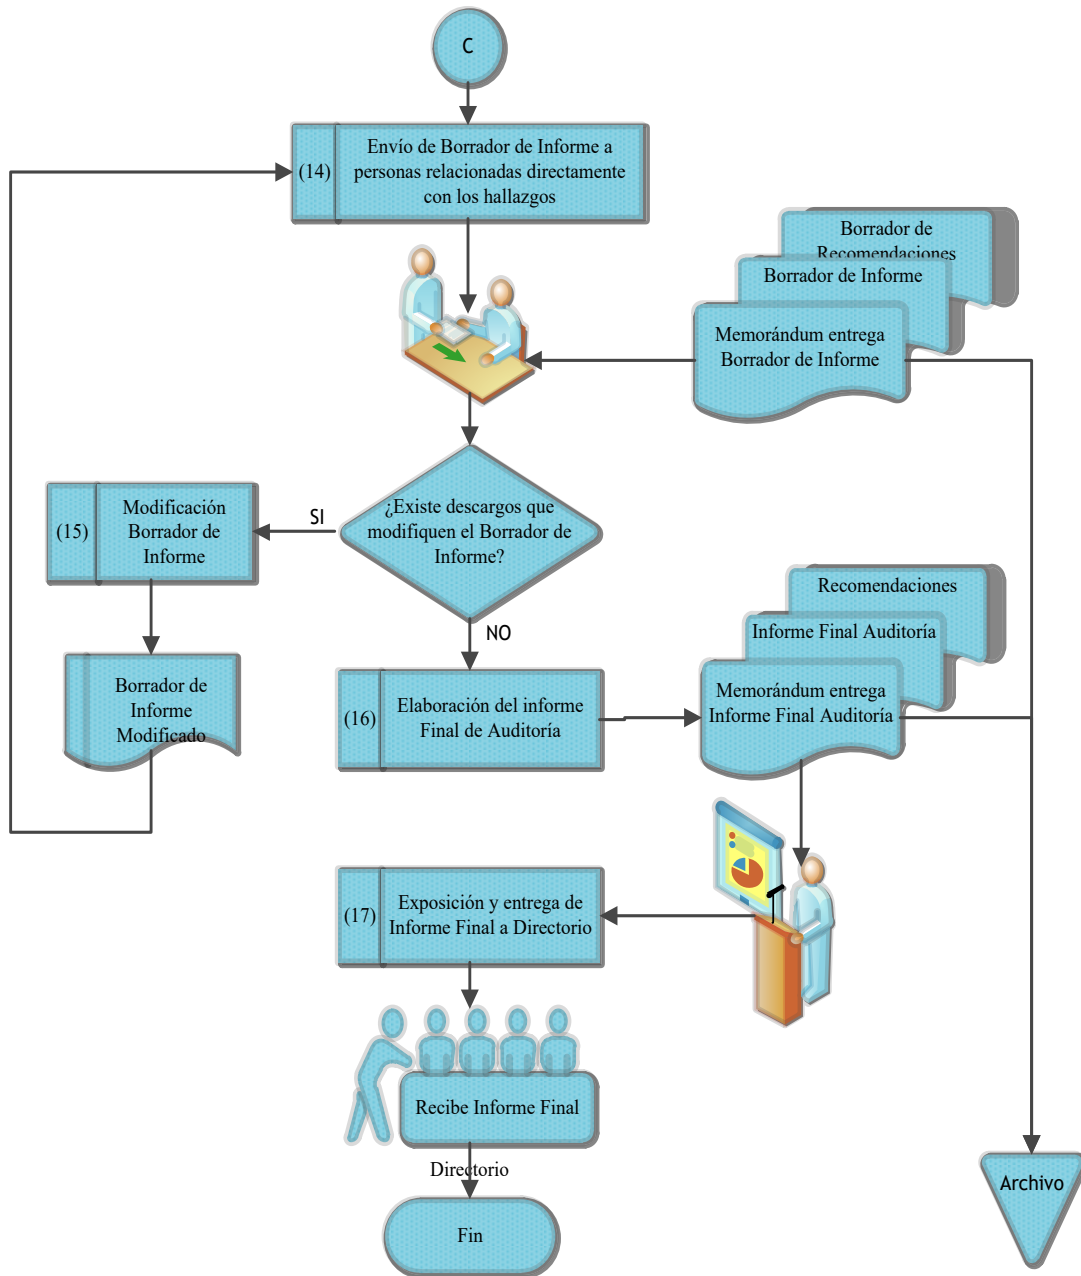 C
(14)
Envío de Borrador de Informe a
personas relacionadas directamente
con los hallazgos
Borrador de
Recomendaciones
Borrador de Informe
Memorándum entrega
Borrador de Informe
¿Existe descargos que
modifiquen el Borrador de
Informe?
SI
(15)
Modificación
Borrador de
Informe
NO
Borrador de
Informe
Modificado
(16)
Elaboración del informe
Final de Auditoría
Recomendaciones
Informe Final Auditoría
Memorándum entrega
Informe Final Auditoría
(17)
Exposición y entrega de
Informe Final a Directorio
Recibe Informe Final
Directorio
Fin
Archivo